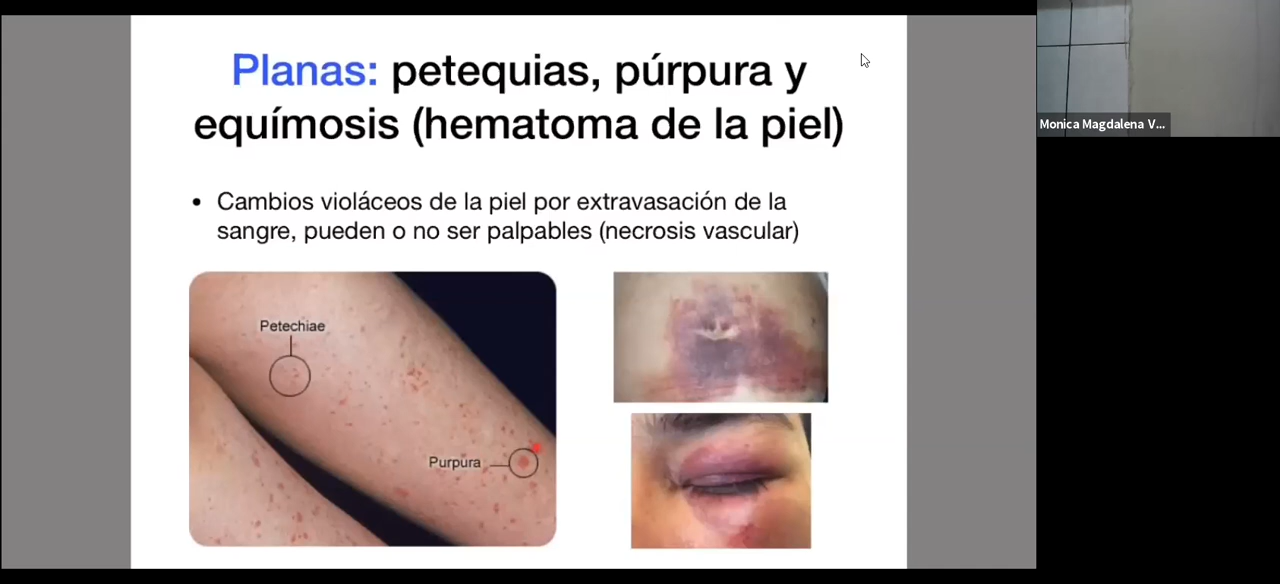 Planas: petequias, púrpura y
equímosis (hematoma de la piel)
• Cambios violáceos de la piel por extravasación de la
sangre, pueden o no ser palpables (necrosis vascular)
Petechiae
Purpura
Monica Magdalena V...